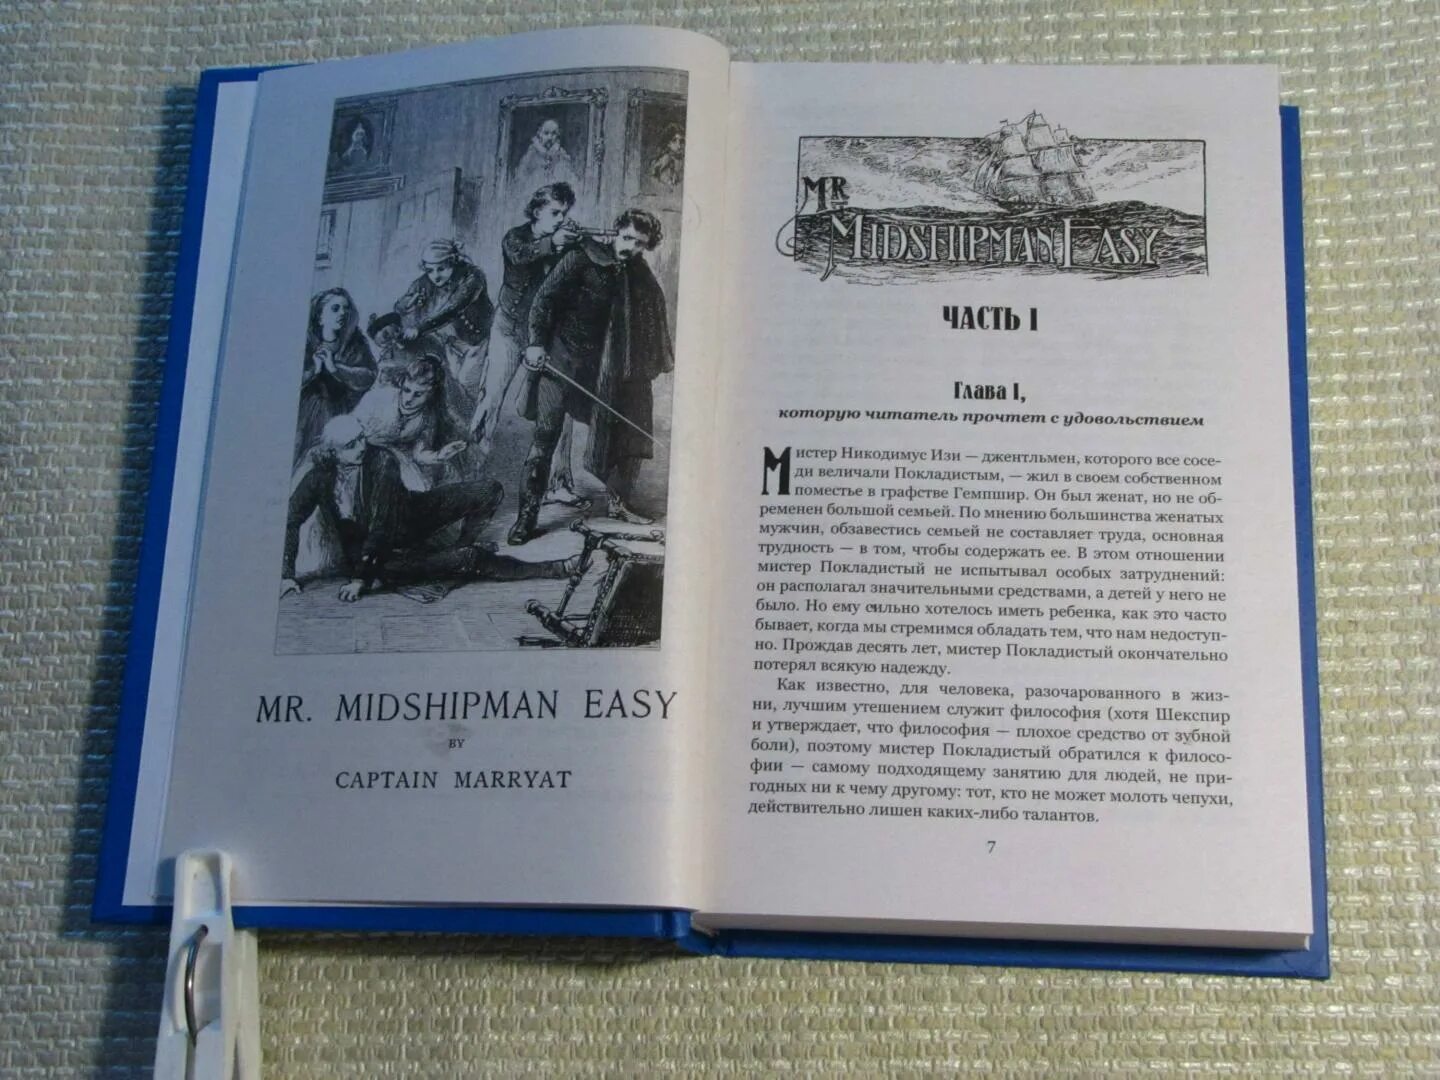 MR. MIDSHIPMAN EASY
BY
CAPTAIN MARRYAT
MR
MIDSHIPMAN EASY
ЧАСТЬ I
Глава I,
которую читатель прочтет с удовольствием
Мистер Никодимус Изи — джентльмен, которого все сосе-
ди величали Покладистым, — жил в своем собственном
поместье в графстве Гемпшир. Он был женат, но не об-
ременен большой семьей. По мнению большинства женатых
мужчин, обзавестись семьей не составляет труда, основная
трудность — в том, чтобы содержать ее. В этом отношении
мистер Покладистый не испытывал особых затруднений:
он располагал значительными средствами, а детей у него не
было. Но ему сильно хотелось иметь ребенка, как это часто
бывает, когда мы стремимся обладать тем, что нам недоступ-
но. Прождав десять лет, мистер Покладистый окончательно
потерял всякую надежду.
Как известно, для человека, разочарованного в жиз-
ни, лучшим утешением служит философия (хотя Шекспир
и утверждает, что философия — плохое средство от зубной
боли), поэтому мистер Покладистый обратился к филосо-
фии — самому подходящему занятию для людей, не при-
годных ни к чему другому: тот, кто не может молоть чепухи,
действительно лишен каких-либо талантов.
7